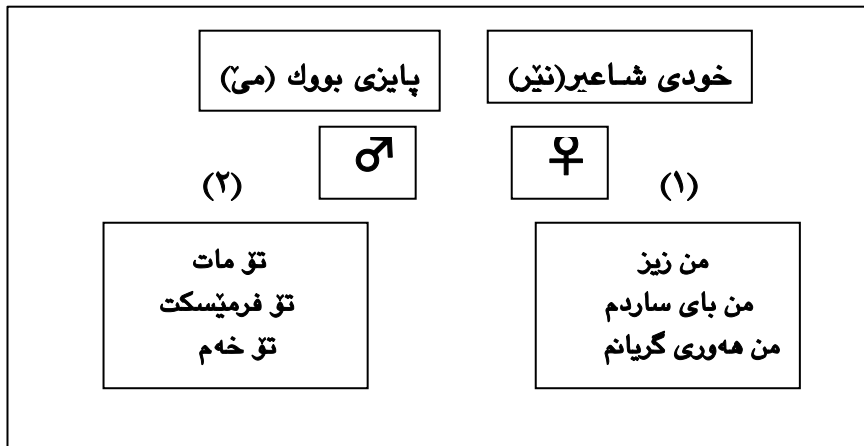 خودی شاعیر(نێر)
پایزی بووك (مێ)
♀
♂
(١)
(٢)
من زیز
من بای ساردم
من هەوری گریانم
تۆ مات
تۆ فرمێسکت
تۆ خەم